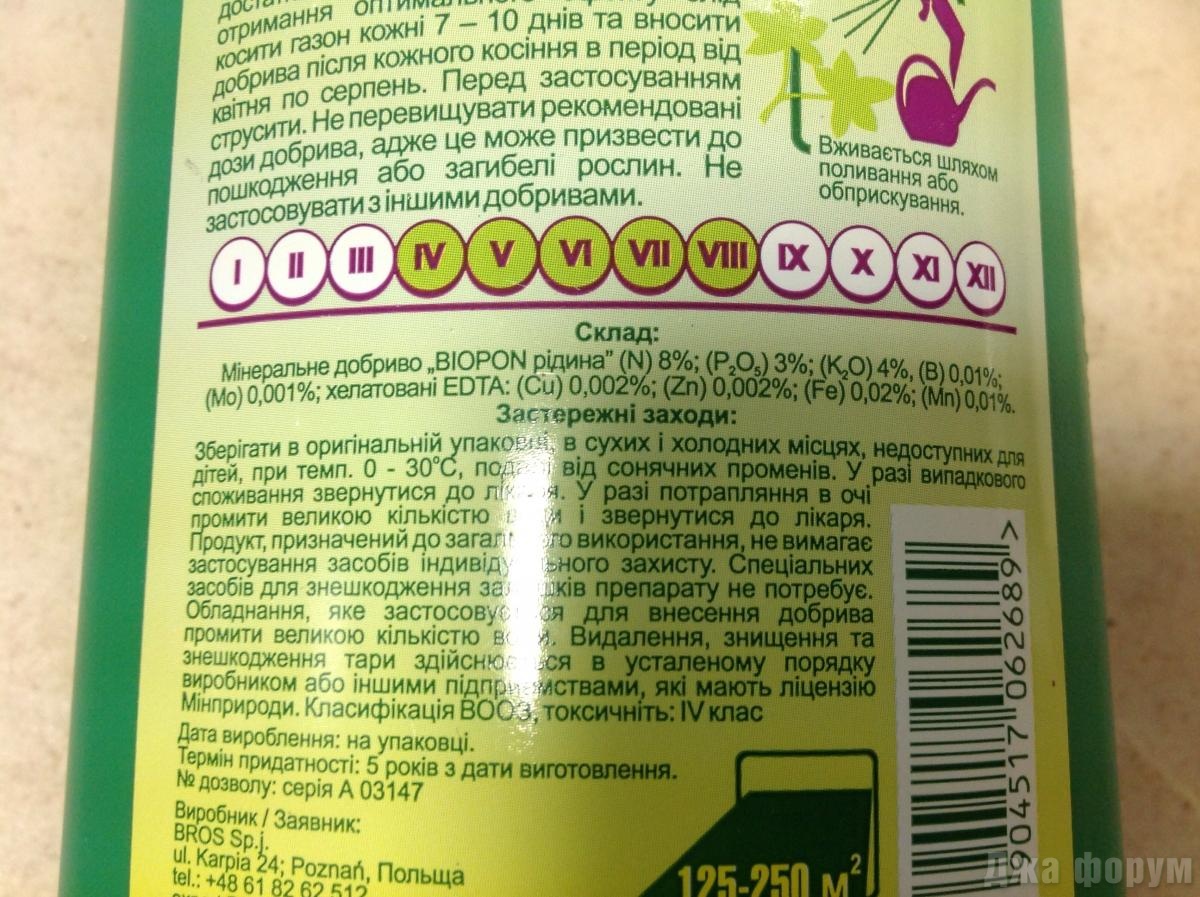 отримання
косити газон кожні 7 – 10 днів та вносити
добрива після кожного косіння в період від
квітня по серпень. Перед застосуванням
струсити. Не перевищувати рекомендовані
дози добрива, адже це може призвести до
пошкодження або загибелі рослин. Не
застосовувати з іншими добривами.
Вживається шляхом
поливання або
обприскування.
I II III IV V VI VII VIII IX X XI XII
Склад:
Мінеральне добриво „BIOPON рідина” (N) 8%; (P₂O₅) 3%; (K₂O) 4%, (B) 0,01%;
(Mo) 0,001%; хелатовані EDTA: (Cu) 0,002%; (Zn) 0,002%; (Fe) 0,02%; (Mn) 0,01%.
Застережні заходи:
Зберігати в оригінальній упаковці, в сухих і холодних місцях, недоступних для
дітей, при темп. 0 - 30°C, подалі від сонячних променів. У разі випадкового
споживання звернутися до лікаря. У разі потрапляння в очі
промити великою кількістю води і звернутися до лікаря.
Продукт, призначений до загального використання, не вимагає
застосування засобів індивідуального захисту. Спеціальних
засобів для знешкодження залишків препарату не потребує.
Обладнання, яке застосовується для внесення добрива
промити великою кількістю води. Видалення, знищення та
знешкодження тари здійснюється в усталеному порядку
виробником або іншими підприємствами, які мають ліцензію
Мінприроди. Класифікація ВООЗ, токсичніть: IV клас
Дата вироблення: на упаковці.
Термін придатності: 5 років з дати виготовлення.
№ дозволу: серія А 03147
Виробник / Заявник:
BROS Sp.j.
ul. Karpia 24; Poznań, Польща
tel.: +48 61 82 62 512
125-250 м²
904517 062689 >
форум